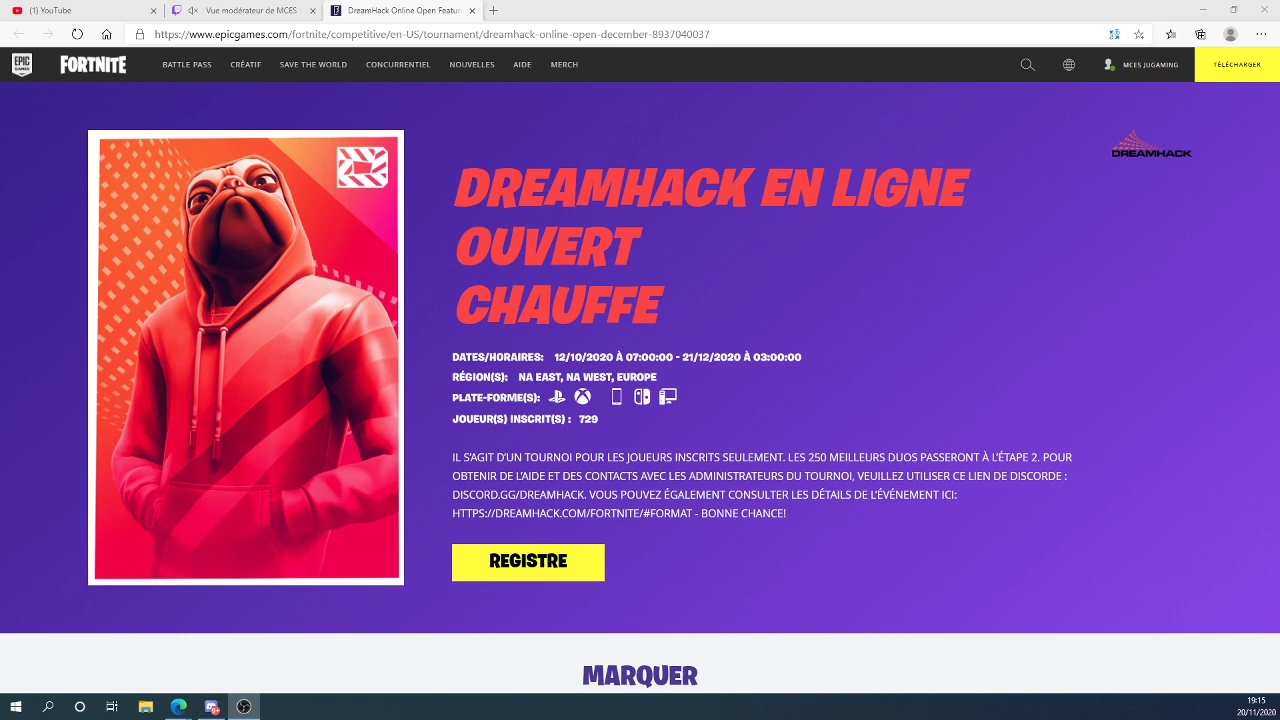 (1) YouTube
Vue modérateur de MCES -
DreamHack Online Open Featur
https://www.epicgames.com/fortnite/competitive/en-US/tournament/dreamhack-online-open-december-8937040037
EPIC GAMES
FORTNITE
BATTLE PASS
CRÉATIF
SAVE THE WORLD
CONCURRENTIEL
NOUVELLES
AIDE
MERCH
MCES JUGAMING
TÉLÉCHARGER
DREAMHACK
DREAMHACK EN LIGNE
OUVERT
CHAUFFE
DATES/HORAIRES: 12/10/2020 À 07:00:00 - 21/12/2020 À 03:00:00
RÉGION(S): NA EAST, NA WEST, EUROPE
PLATE-FORME(S):
JOUEUR(S) INSCRIT(S) : 729
IL S'AGIT D'UN TOURNOI POUR LES JOUEURS INSCRITS SEULEMENT. LES 250 MEILLEURS DUOS PASSERONT À L'ÉTAPE 2. POUR
OBTENIR DE L'AIDE ET DES CONTACTS AVEC LES ADMINISTRATEURS DU TOURNOI, VEUILLEZ UTILISER CE LIEN DE DISCORDE :
DISCORD.GG/DREAMHACK. VOUS POUVEZ ÉGALEMENT CONSULTER LES DÉTAILS DE L'ÉVÉNEMENT ICI:
HTTPS://DREAMHACK.COM/FORTNITE/#FORMAT - BONNE CHANCE!
REGISTRE
MARQUER
19:15
20/11/2020